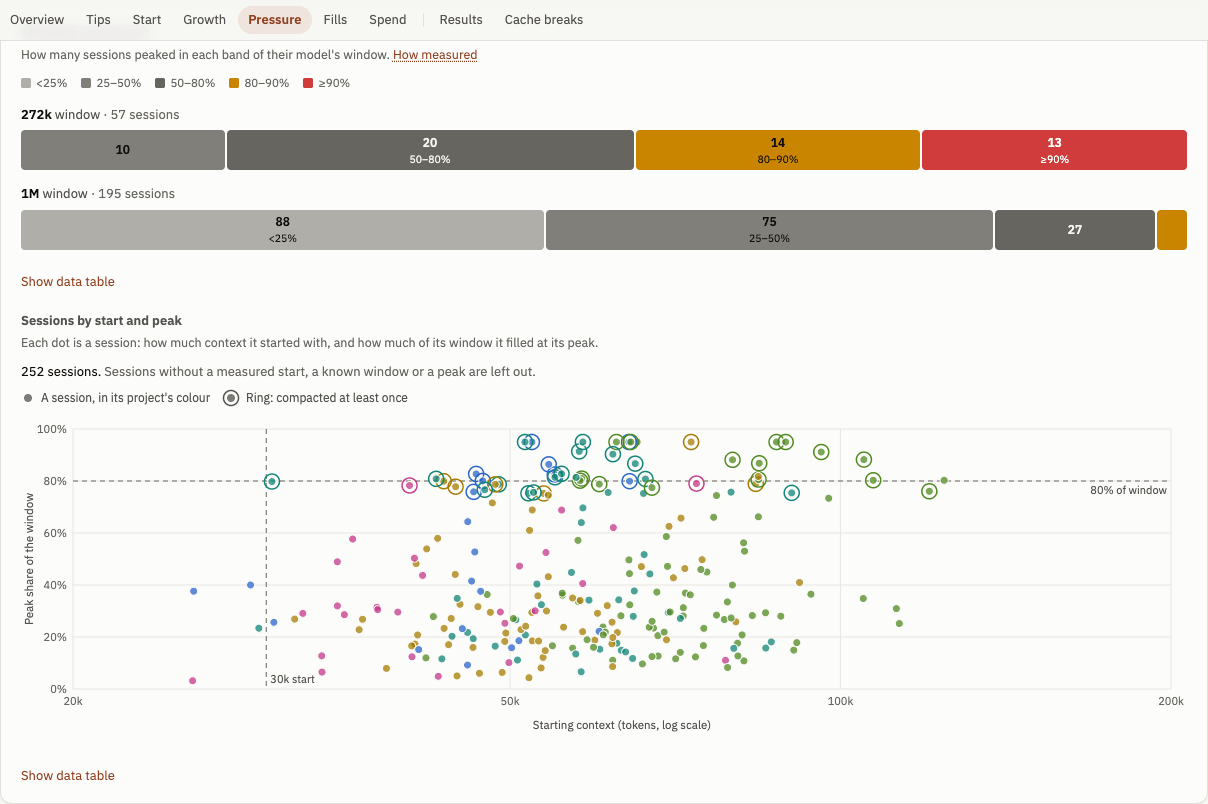 Overview Tips Start Growth Pressure Fills Spend Results Cache breaks
How many sessions peaked in each band of their model's window. How measured
<25% 25–50% 50–80% 80–90% ≥90%
272k window · 57 sessions
10 20 14 13
50–80% 80–90% ≥90%
1M window · 195 sessions
88 75 27
<25% 25–50%
Show data table
Sessions by start and peak
Each dot is a session: how much context it started with, and how much of its window it filled at its peak.
252 sessions. Sessions without a measured start, a known window or a peak are left out.
A session, in its project's colour Ring: compacted at least once
100%
80%
80% of window
60%
40%
20%
0%
Peak share of the window
30k start
20k 50k 100k 200k
Starting context (tokens, log scale)
Show data table